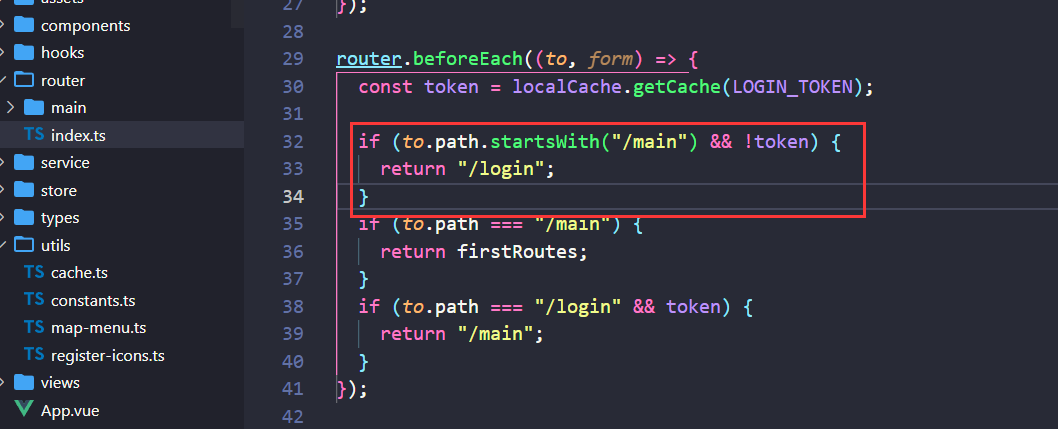 assets
components
hooks
router
main
TS index.ts
service
store
types
utils
TS cache.ts
TS constants.ts
TS map-menu.ts
TS register-icons.ts
views
App.vue
27 });
28
29 router.beforeEach((to, form) => {
30 const token = localCache.getCache(LOGIN_TOKEN);
31
32 if (to.path.startsWith("/main") && !token) {
33 return "/login";
34 }
35 if (to.path === "/main") {
36 return firstRoutes;
37 }
38 if (to.path === "/login" && token) {
39 return "/main";
40 }
41 });
42